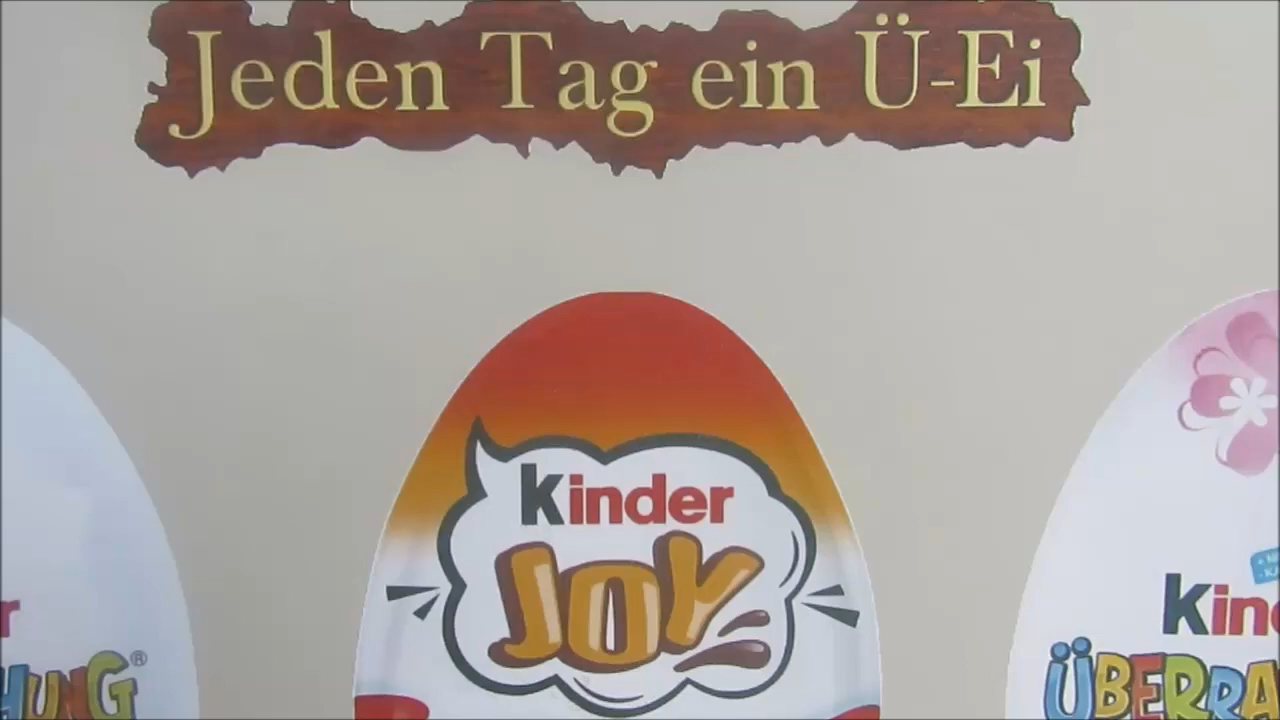 Jeden Tag ein Ü-Ei
Kinder
JOY
HUNG®
Kin
ÜBERRA